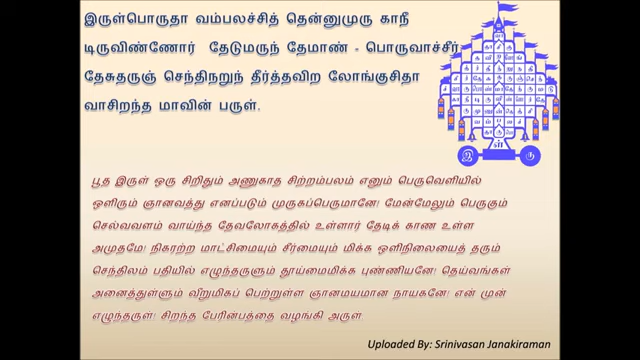 இருள்பொருதா வம்பலச்சித் தென்னுமுரு கானீ
டிருவிண்ணோர் தேடுமருந் தேமாண் - பொருவாச்சீர்
தேசுதருஞ் செந்திநறுந் தீர்த்தவிற லோங்குசிதா
வாசிறந்த மாவின் பருள்.
பூத இருள் ஒரு சிறிதும் அணுகாத சிற்றம்பலம் எனும் பெருவெளியில்
ஒளிரும் ஞானவத்து எனப்படும் முருகப்பெருமானே! மேன்மேலும் பெருகும்
செல்வவளம் வாய்ந்த தேவலோகத்தில் உள்ளார் தேடிக் காண உள்ள
அமுதமே! நிகரற்ற மாட்சிமையும் சீர்மையும் மிக்க ஒளிநிலையைத் தரும்
செந்திலம் பதியில் எழுந்தருளும் தூய்மைமிக்க புண்ணியனே! தெய்வங்கள்
அனைத்துள்ளும் வீறுமிகப் பெற்றுள்ள ஞானமயமான நாயகனே! என் முன்
எழுந்தருள்! சிறந்த பேரின்பத்தை வழங்கி அருள்.
Uploaded By: Srinivasan Janakiraman